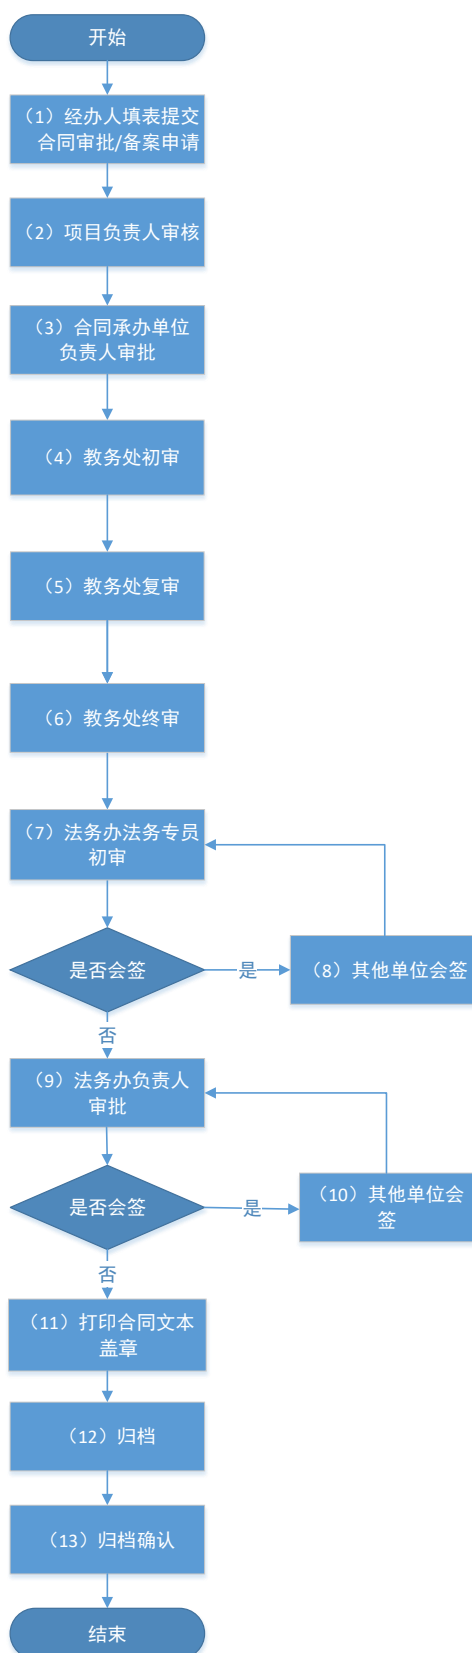 开始
（1）经办人填表提交
合同审批/备案申请
（2）项目负责人审核
（3）合同承办单位
负责人审批
（4）教务处初审
（5）教务处复审
（6）教务处终审
（7）法务办法务专员
初审
是否会签
是
（8）其他单位会签
否
（9）法务办负责人
审批
是否会签
是
（10）其他单位会
签
否
（11）打印合同文本
盖章
（12）归档
（13）归档确认
结束